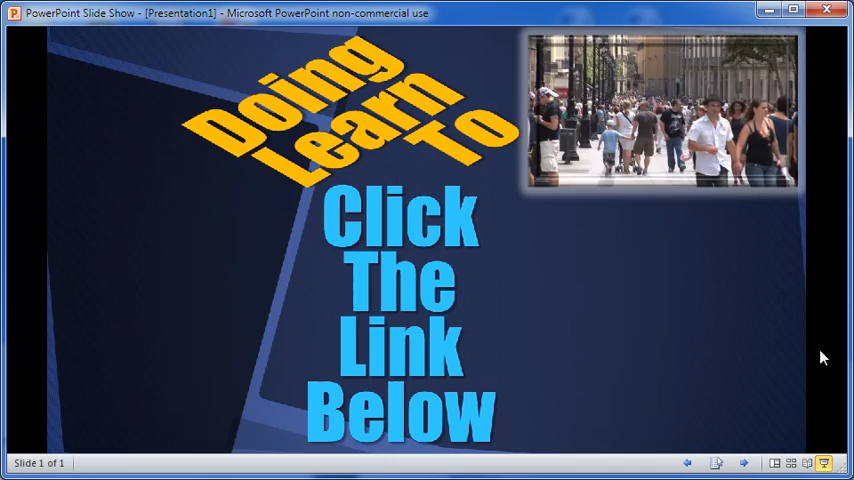 PowerPoint Slide Show - [Presentation1] - Microsoft PowerPoint non-commercial use
Doing
Learn
To
Click
The
Link
Below
Slide 1 of 1